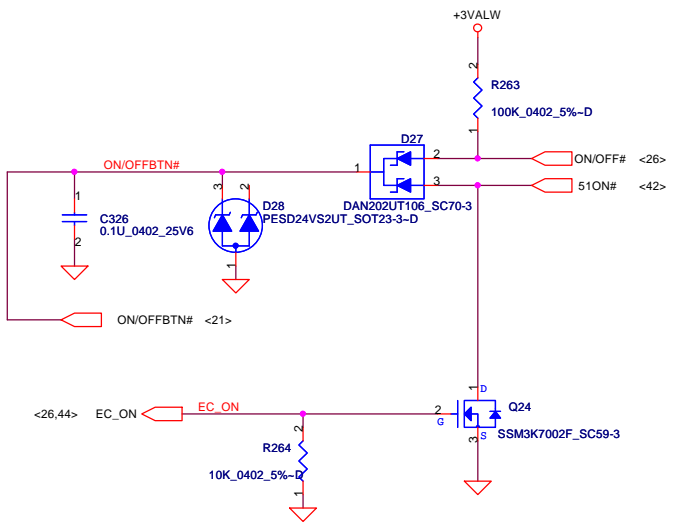 +3VALW
2
R263
100K_0402_5%~D
1
D27
ON/OFFBTN#
1
2
ON/OFF# <26>
3
51ON# <42>
DAN202UT106_SC70-3
1
C326
0.1U_0402_25V6
2
3
2
D28
PESD24VS2UT_SOT23-3~D
1
ON/OFFBTN# <21>
1
D
<26,44> EC_ON
EC_ON
2
G
Q24
3
S
SSM3K7002F_SC59-3
2
R264
10K_0402_5%~D
1